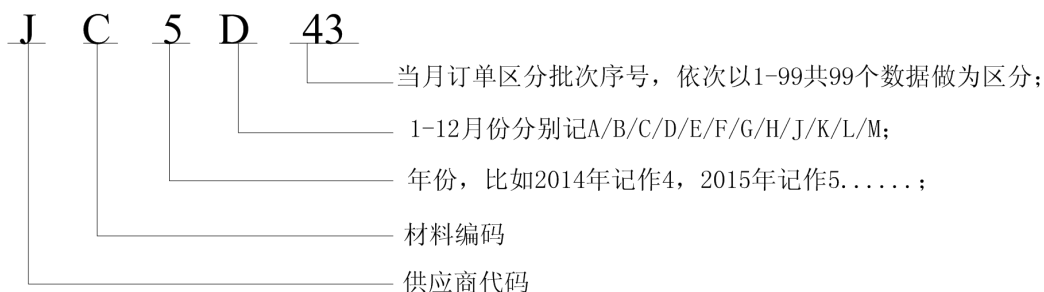 J C 5 D 43
当月订单区分批次序号，依次以1-99共99个数据做为区分；
1-12月份分别记A/B/C/D/E/F/G/H/J/K/L/M；
年份，比如2014年记作4，2015年记作5......；
材料编码
供应商代码